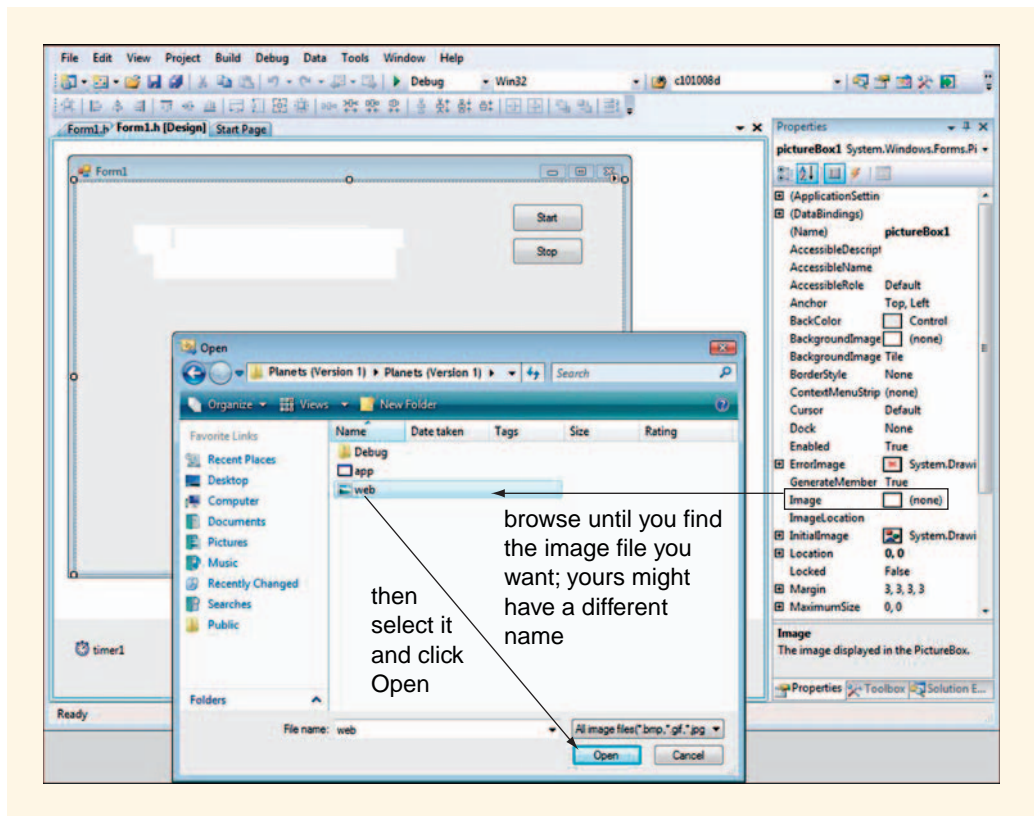 File Edit View Project Build Debug Data Tools Window Help
Debug Win32 c101008d
Form1.h Form1.h [Design] Start Page
Form1
Start
Stop
timer1
Ready
Open
Planets (Version 1) Planets (Version 1) Search
Organize Views New Folder
Favorite Links
Recent Places
Desktop
Computer
Documents
Pictures
Music
Recently Changed
Searches
Public
Folders
Name Date taken Tags Size Rating
Debug
app
web
browse until you find
the image file you
want; yours might
have a different
name
then
select it
and click
Open
File name: web All image files(*.bmp,*.gif,*.jpg
Open Cancel
Properties
pictureBox1 System.Windows.Forms.Pi
(ApplicationSettin
(DataBindings)
(Name) pictureBox1
AccessibleDescript
AccessibleName
AccessibleRole Default
Anchor Top, Left
BackColor Control
BackgroundImage (none)
BackgroundImage Tile
BorderStyle None
ContextMenuStrip (none)
Cursor Default
Dock None
Enabled True
ErrorImage System.Drawi
GenerateMember True
Image (none)
ImageLocation
InitialImage System.Drawi
Location 0, 0
Locked False
Margin 3, 3, 3, 3
MaximumSize 0, 0
Image
The image displayed in the PictureBox.
Properties Toolbox Solution E...